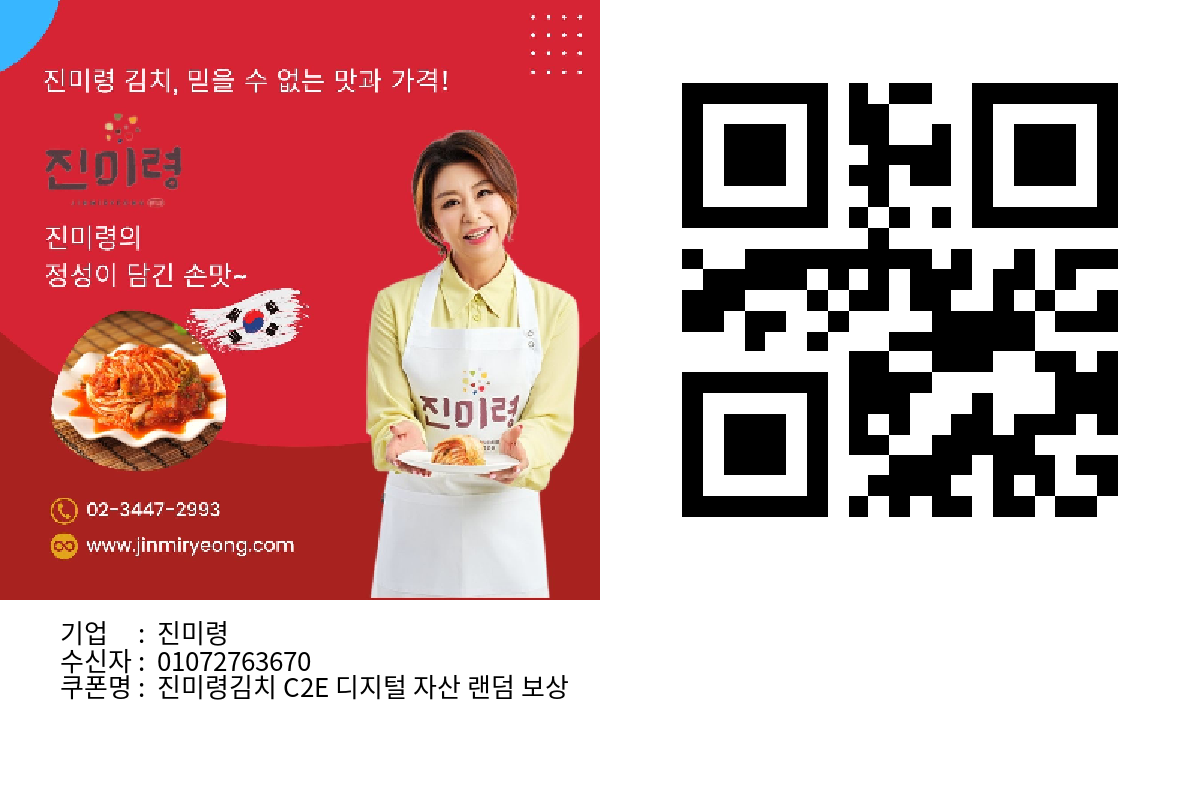 진미령 김치, 믿을 수 없는 맛과 가격!
진미령
진미령의
정성이 담긴 손맛~
진미령
02-3447-2993
www.jinmiryeong.com
기업 : 진미령
수신자 : 01072763670
쿠폰명 : 진미령김치 C2E 디지털 자산 랜덤 보상